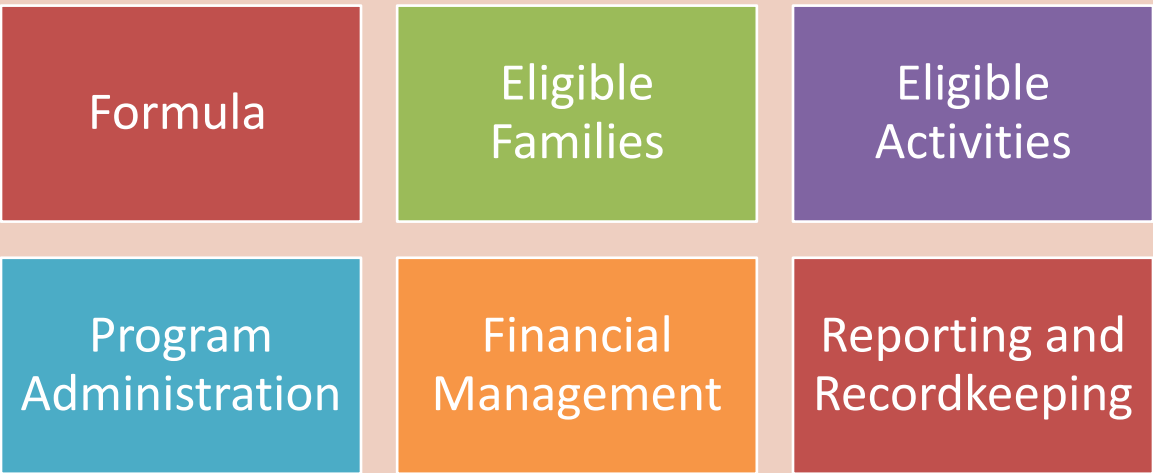 Formula
Eligible
Families
Eligible
Activities
Program
Administration
Financial
Management
Reporting and
Recordkeeping